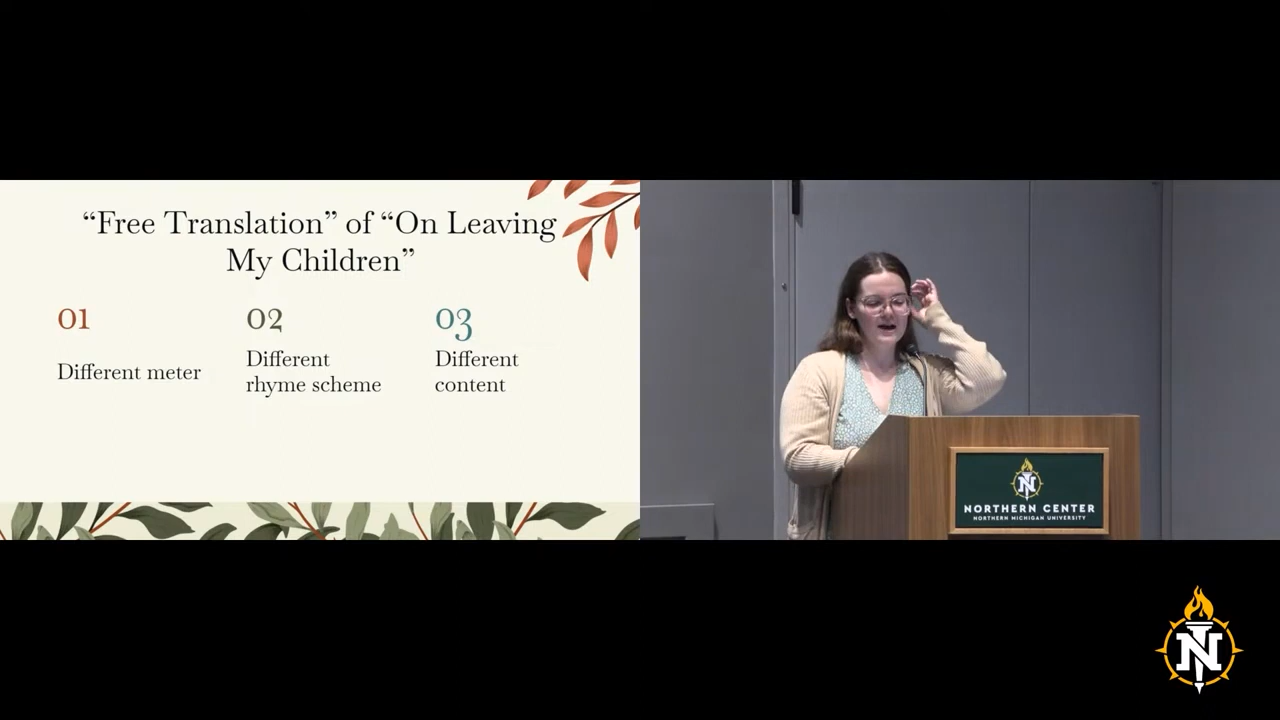 “Free Translation” of “On Leaving
My Children”
01
Different meter
02
Different
rhyme scheme
03
Different
content
N
NORTHERN CENTER
NORTHERN MICHIGAN UNIVERSITY
N